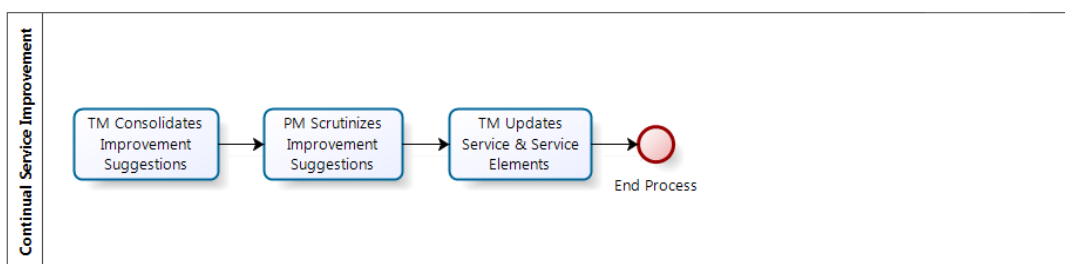 Continual Service Improvement
TM Consolidates
Improvement
Suggestions
PM Scrutinizes
Improvement
Suggestions
TM Updates
Service & Service
Elements
End Process